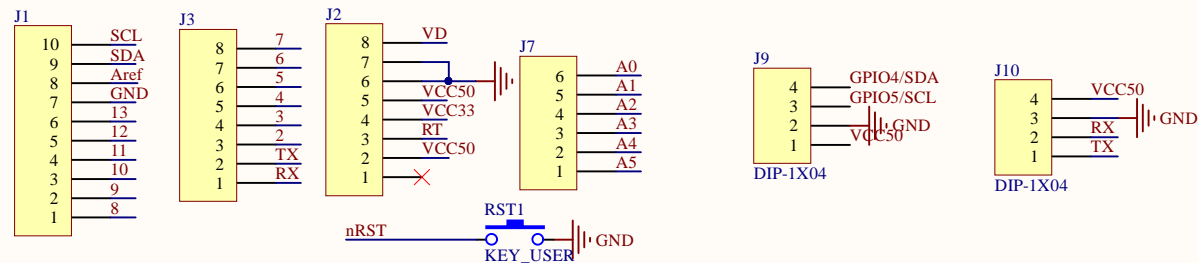 J1
10 SCL
9 SDA
8 Aref
7 GND
6 13
5 12
4 11
3 10
2 9
1 8
J3
8 7
7 6
6 5
5 4
4 3
3 2
2 TX
1 RX
J2
8 VD
7
6
5 VCC50
4 VCC33
3 RT
2 VCC50
1
J7
6 A0
5 A1
4 A2
3 A3
2 A4
1 A5
J9
4 GPIO4/SDA
3 GPIO5/SCL
2 GND
1 VCC50
DIP-1X04
J10
4 VCC50
3 GND
2 RX
1 TX
DIP-1X04
RST1
nRST
GND
KEY_USER